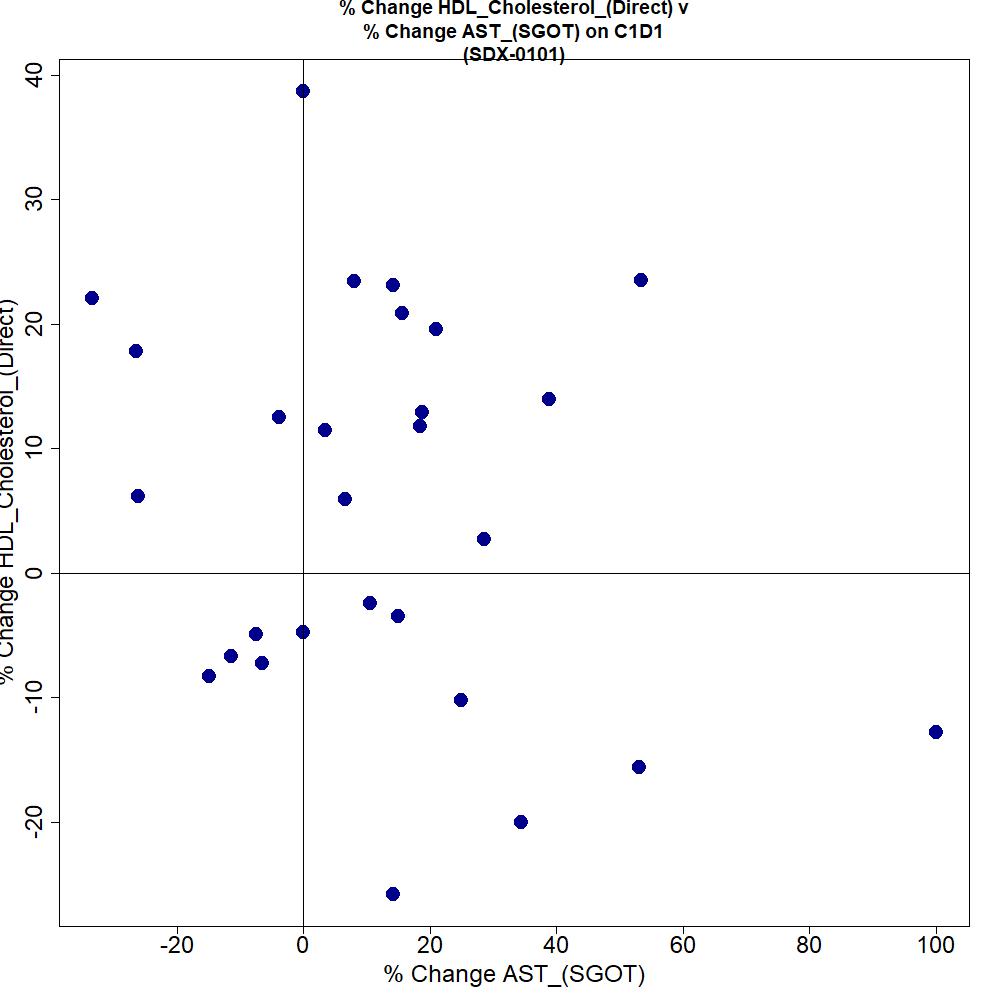 % Change HDL_Cholesterol_(Direct) v
% Change AST_(SGOT) on C1D1
(SDX-0101)
% Change HDL_Cholesterol_(Direct)
40
30
20
10
0
-10
-20
-20 0 20 40 60 80 100
% Change AST_(SGOT)